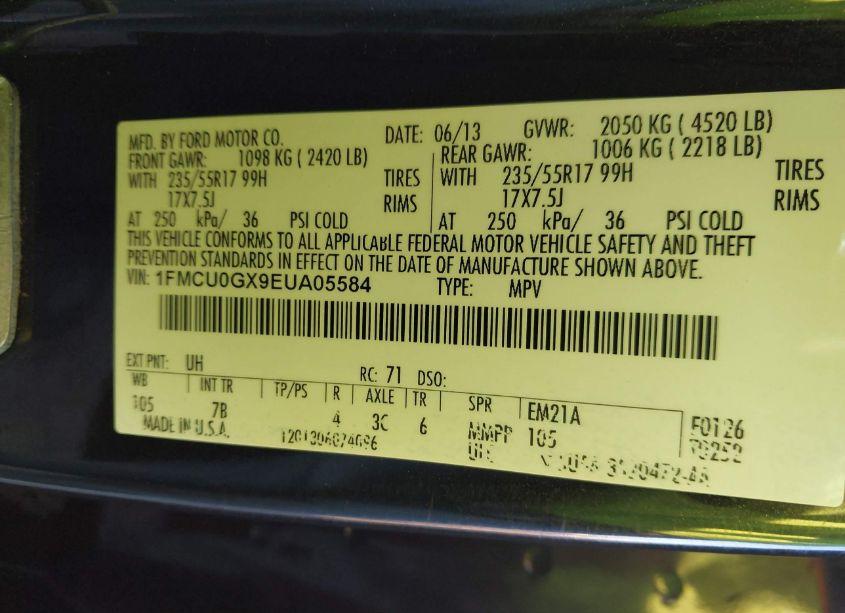 MFD. BY FORD MOTOR CO. DATE: 06/13 GVWR: 2050 KG ( 4520 LB)
FRONT GAWR: 1098 KG ( 2420 LB) REAR GAWR: 1006 KG ( 2218 LB)
WITH 235/55R17 99H TIRES WITH 235/55R17 99H TIRES
17X7.5J RIMS 17X7.5J RIMS
AT 250 kPa/ 36 PSI COLD AT 250 kPa/ 36 PSI COLD
THIS VEHICLE CONFORMS TO ALL APPLICABLE FEDERAL MOTOR VEHICLE SAFETY AND THEFT
PREVENTION STANDARDS IN EFFECT ON THE DATE OF MANUFACTURE SHOWN ABOVE.
VIN: 1FMCU0GX9EUA05584 TYPE: MPV
EXT PNT: UH RC: 71 DSO:
WB INT TR TP/PS R AXLE TR SPR EM21A F0126
105 7B 4 3C 6 MMPP 105
MADE IN U.S.A.